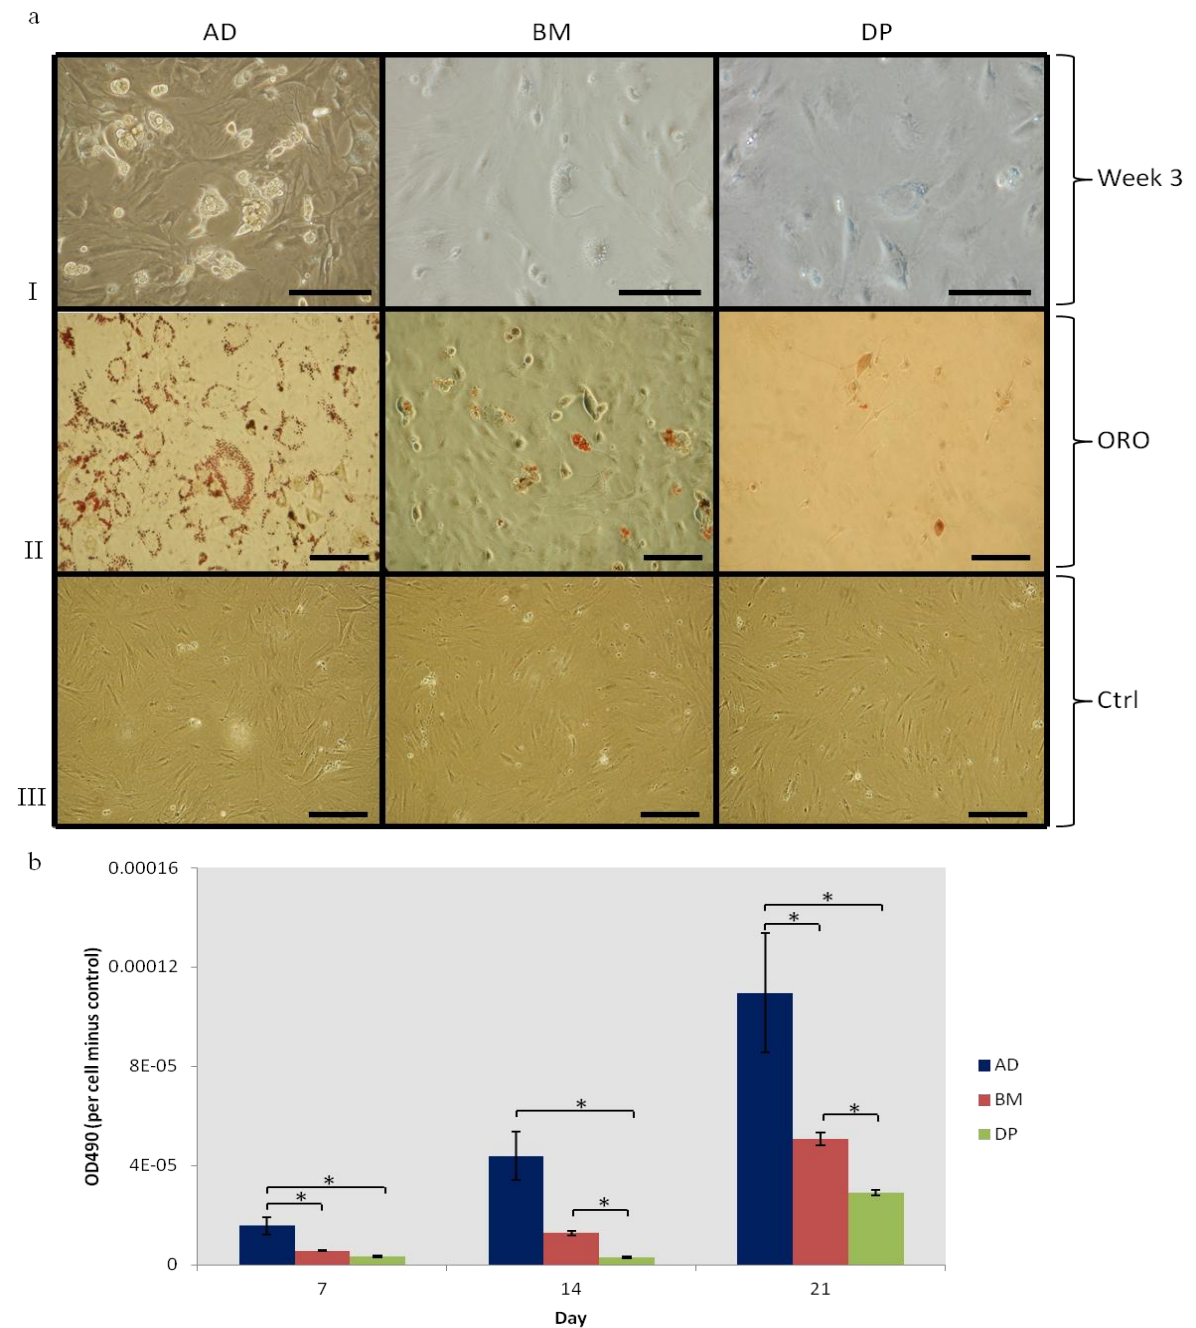 a
AD BM DP
Week 3
I
ORO
II
Ctrl
III
b
0.00016
0.00012
8E-05
4E-05
0
OD490 (per cell minus control)
* *
* *
* * *
7 14 21
Day
AD
BM
DP